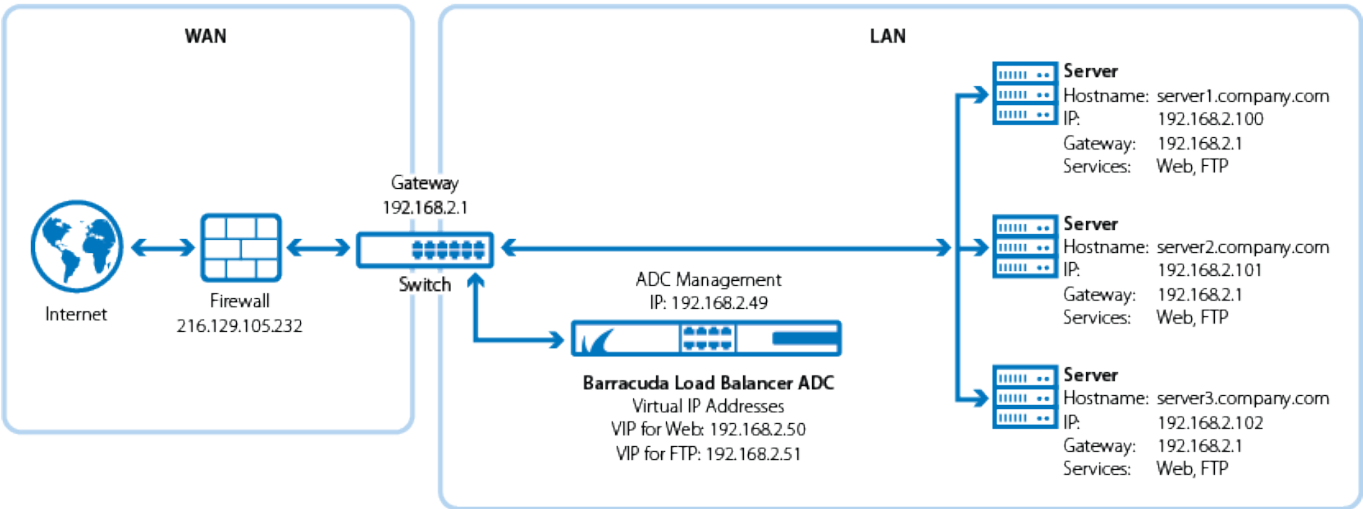 WAN
LAN
Internet
Firewall
216.129.105.232
Gateway
192.168.2.1
Switch
ADC Management
IP: 192.168.2.49
Barracuda Load Balancer ADC
Virtual IP Addresses
VIP for Web: 192.168.2.50
VIP for FTP: 192.168.2.51
Server
Hostname: server1.company.com
IP: 192.168.2.100
Gateway: 192.168.2.1
Services: Web, FTP
Server
Hostname: server2.company.com
IP: 192.168.2.101
Gateway: 192.168.2.1
Services: Web, FTP
Server
Hostname: server3.company.com
IP: 192.168.2.102
Gateway: 192.168.2.1
Services: Web, FTP